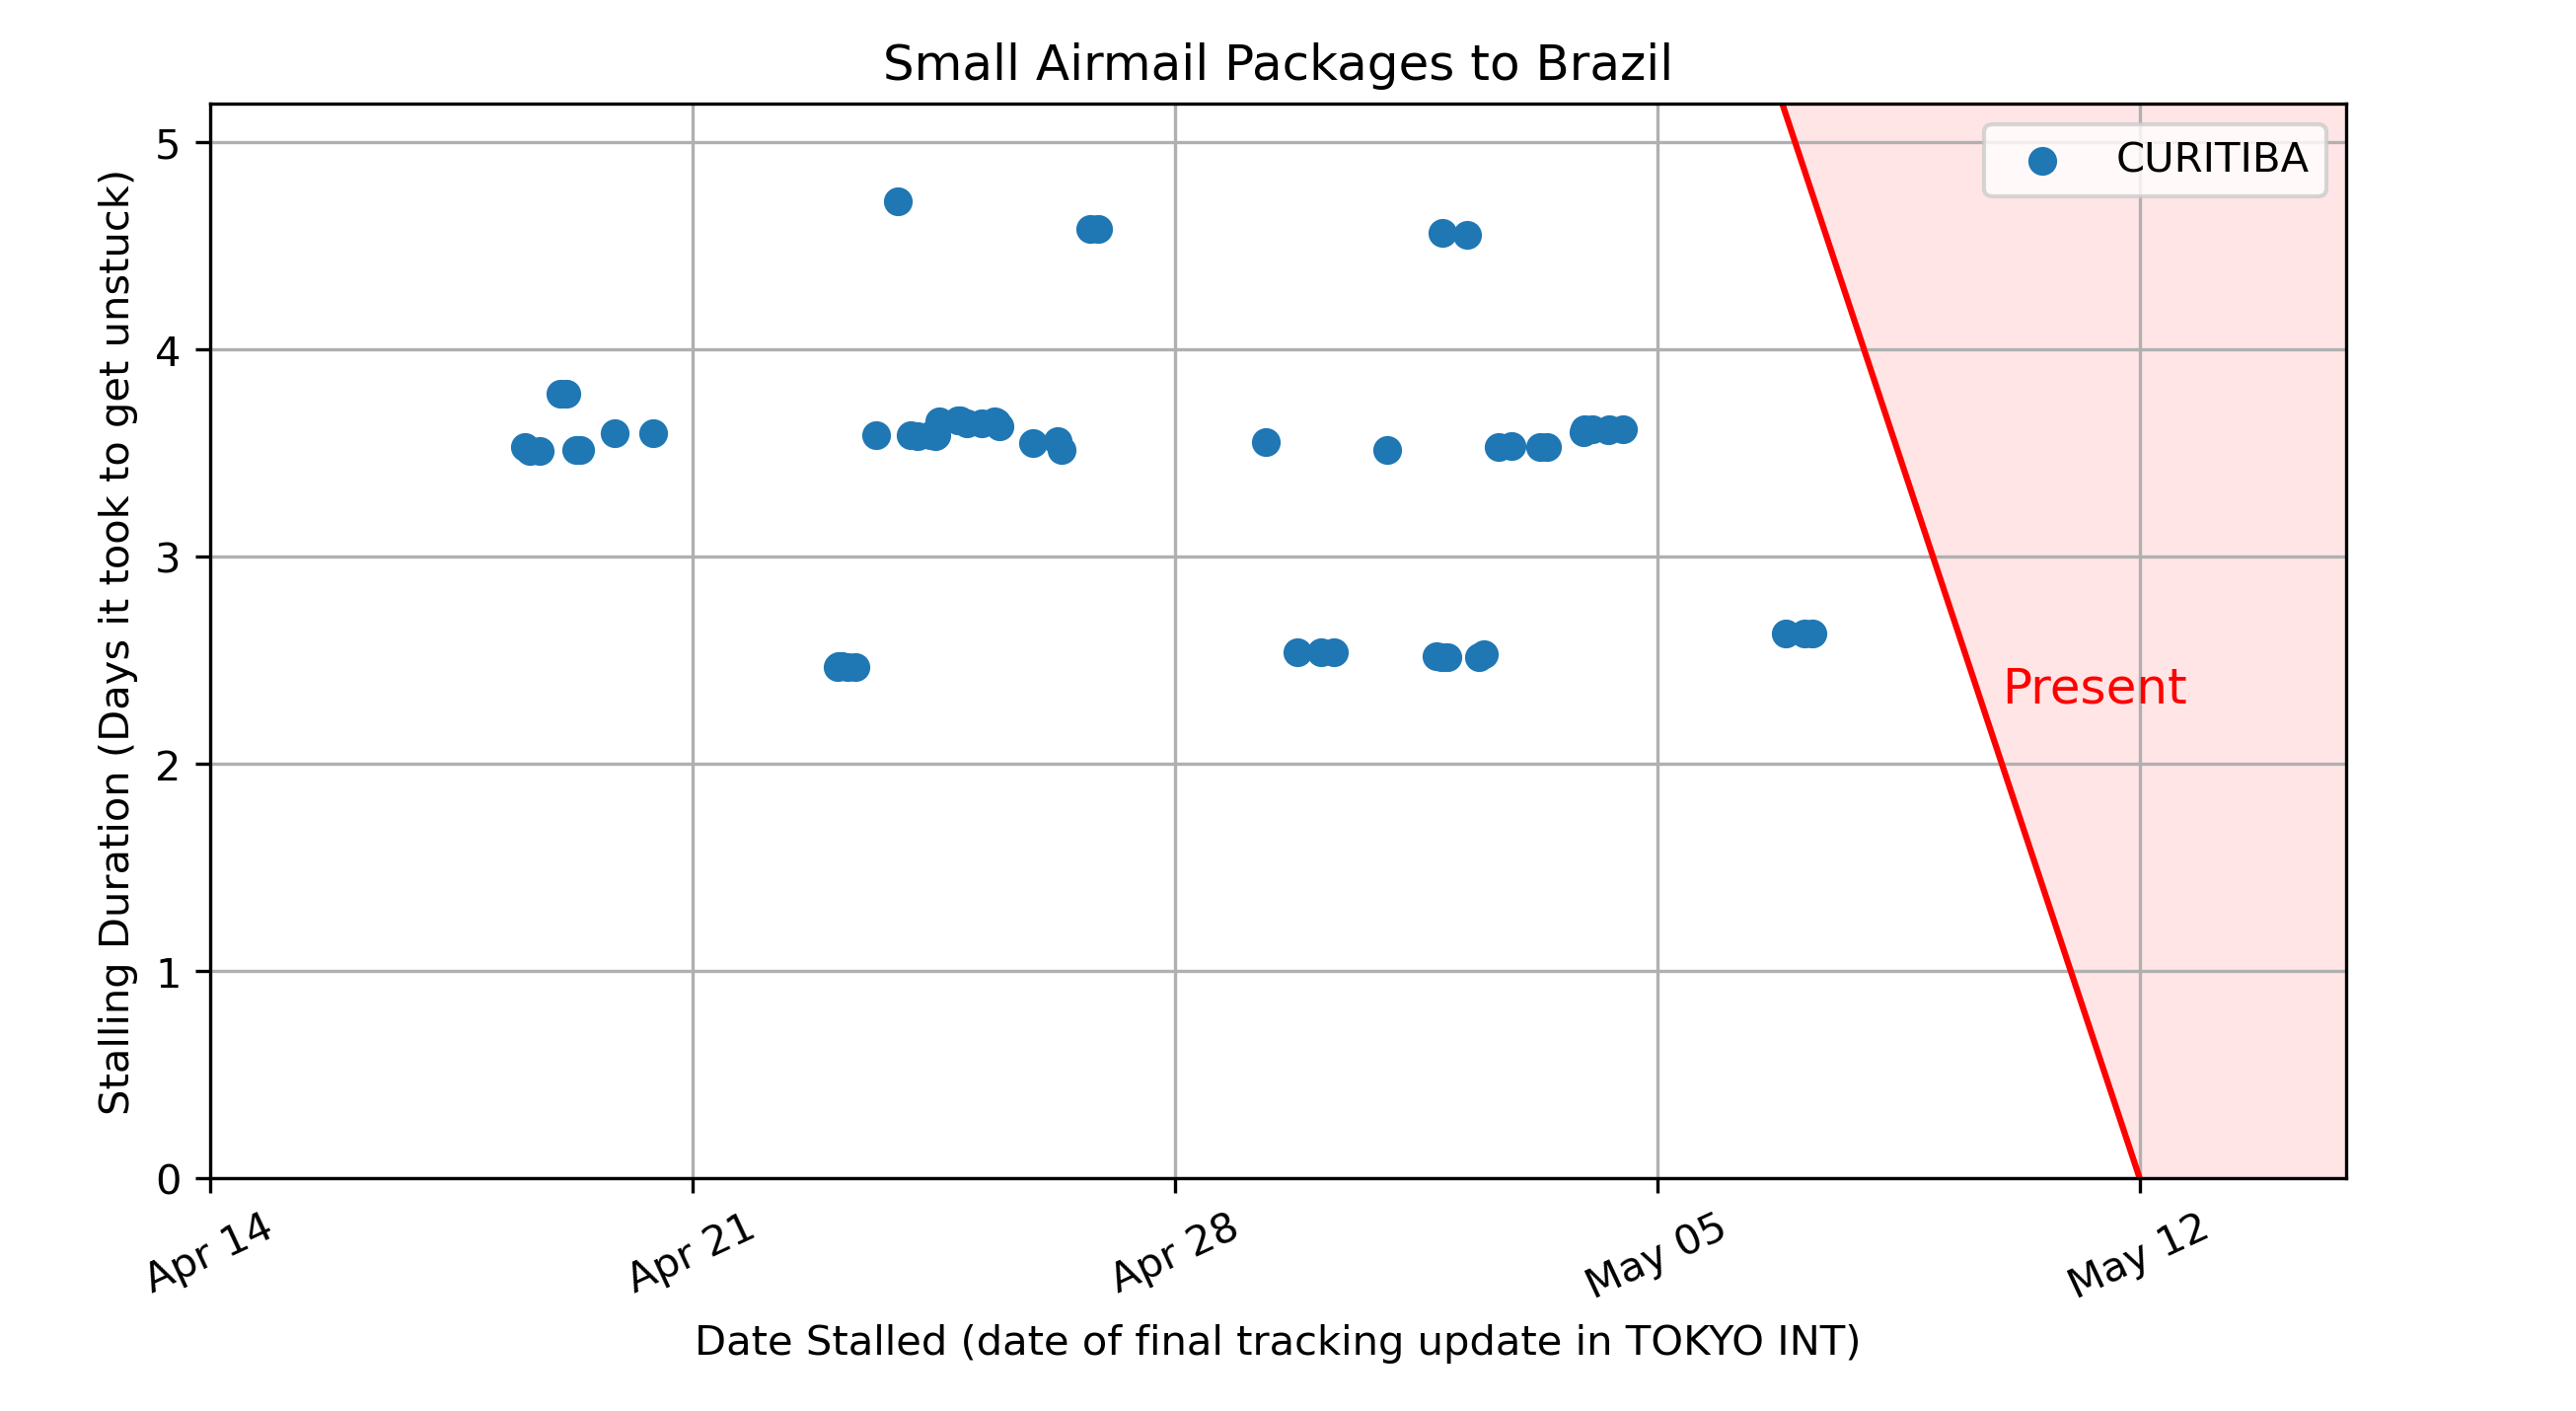 Small Airmail Packages to Brazil
CURITIBA
5
4
3
2
1
0
Stalling Duration (Days it took to get unstuck)
Present
Apr 14
Apr 21
Apr 28
May 05
May 12
Date Stalled (date of final tracking update in TOKYO INT)